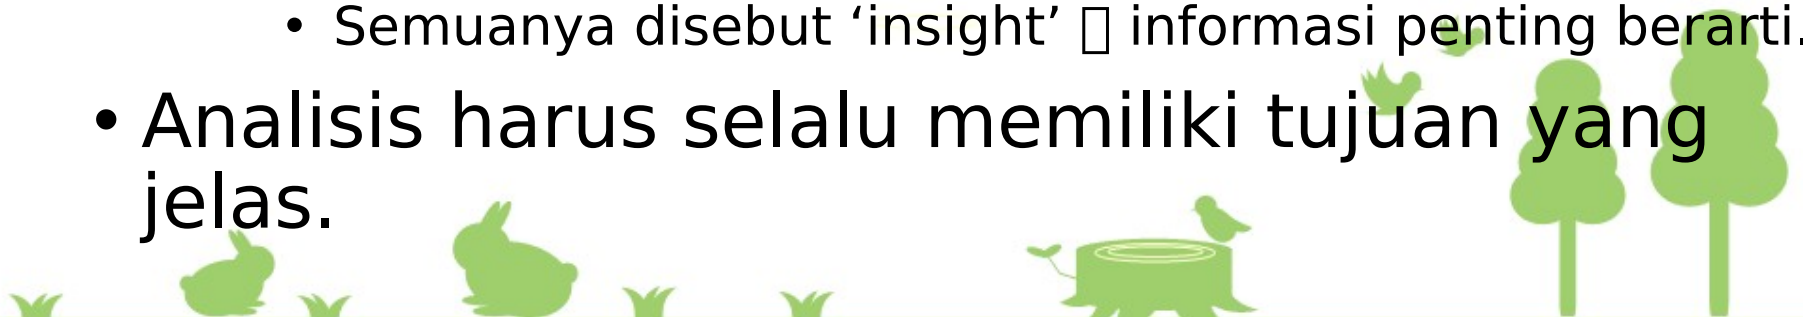 • Semuanya disebut ‘insight’ ▯ informasi penting berarti.
• Analisis harus selalu memiliki tujuan yang
jelas.